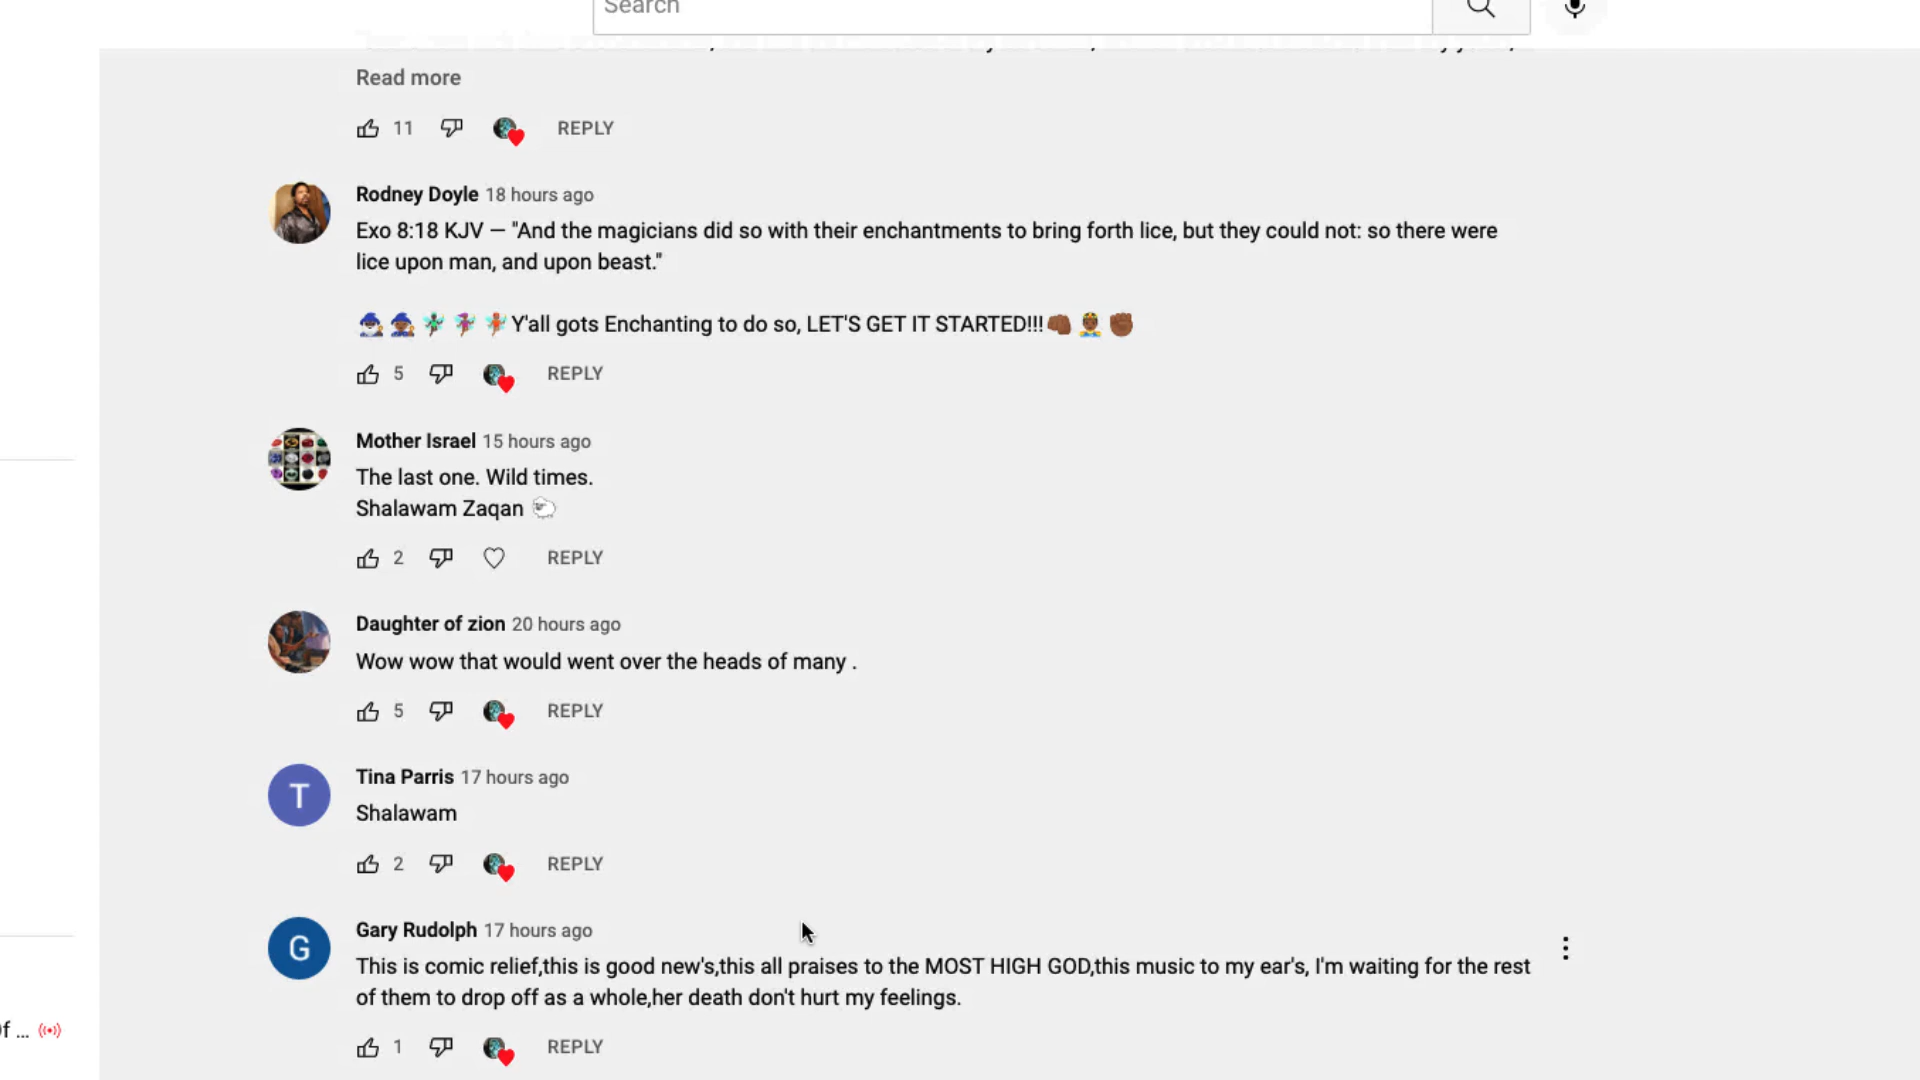 Search
Read more
11 REPLY
Rodney Doyle 18 hours ago
Exo 8:18 KJV — "And the magicians did so with their enchantments to bring forth lice, but they could not: so there were
lice upon man, and upon beast."
Y'all gots Enchanting to do so, LET'S GET IT STARTED!!!
5 REPLY
Mother Israel 15 hours ago
The last one. Wild times.
Shalawam Zaqan
2 REPLY
Daughter of zion 20 hours ago
Wow wow that would went over the heads of many .
5 REPLY
T
Tina Parris 17 hours ago
Shalawam
2 REPLY
G
Gary Rudolph 17 hours ago
This is comic relief,this is good new's,this all praises to the MOST HIGH GOD,this music to my ear's, I'm waiting for the rest
of them to drop off as a whole,her death don't hurt my feelings.
1 REPLY